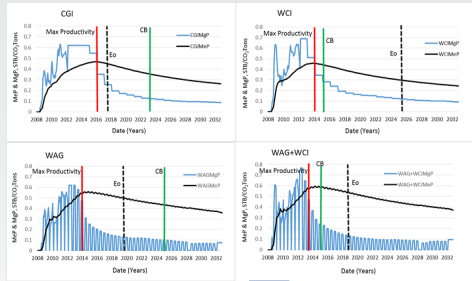 CGI
Max Productivity
CB
Eo
CGIMgP
CGIMeP
MeP & MgP, STB/CO₂Tons
0.8
0.7
0.6
0.5
0.4
0.3
0.2
0.1
0
2008 2010 2012 2014 2016 2018 2020 2022 2024 2026 2028 2030 2032
Date (Years)
WCI
Max Productivity
CB
Eo
WCIMgP
WCIMeP
MeP & MgP, STB/CO₂Tons
0.8
0.7
0.6
0.5
0.4
0.3
0.2
0.1
0
2008 2010 2012 2014 2016 2018 2020 2022 2024 2026 2028 2030 2032
Date (Years)
WAG
Max Productivity
Eo
CB
WAGMgP
WAGMeP
MeP & MgP, STB/CO₂Tons
0.8
0.7
0.6
0.5
0.4
0.3
0.2
0.1
0
2008 2010 2012 2014 2016 2018 2020 2022 2024 2026 2028 2030 2032
Date (Years)
WAG+WCI
Max Productivity
CB
Eo
WAG+WCIMgP
WAG+WCIMeP
MeP & MgP, STB/CO₂Tons
0.8
0.7
0.6
0.5
0.4
0.3
0.2
0.1
0
2008 2010 2012 2014 2016 2018 2020 2022 2024 2026 2028 2030 2032
Date (Years)